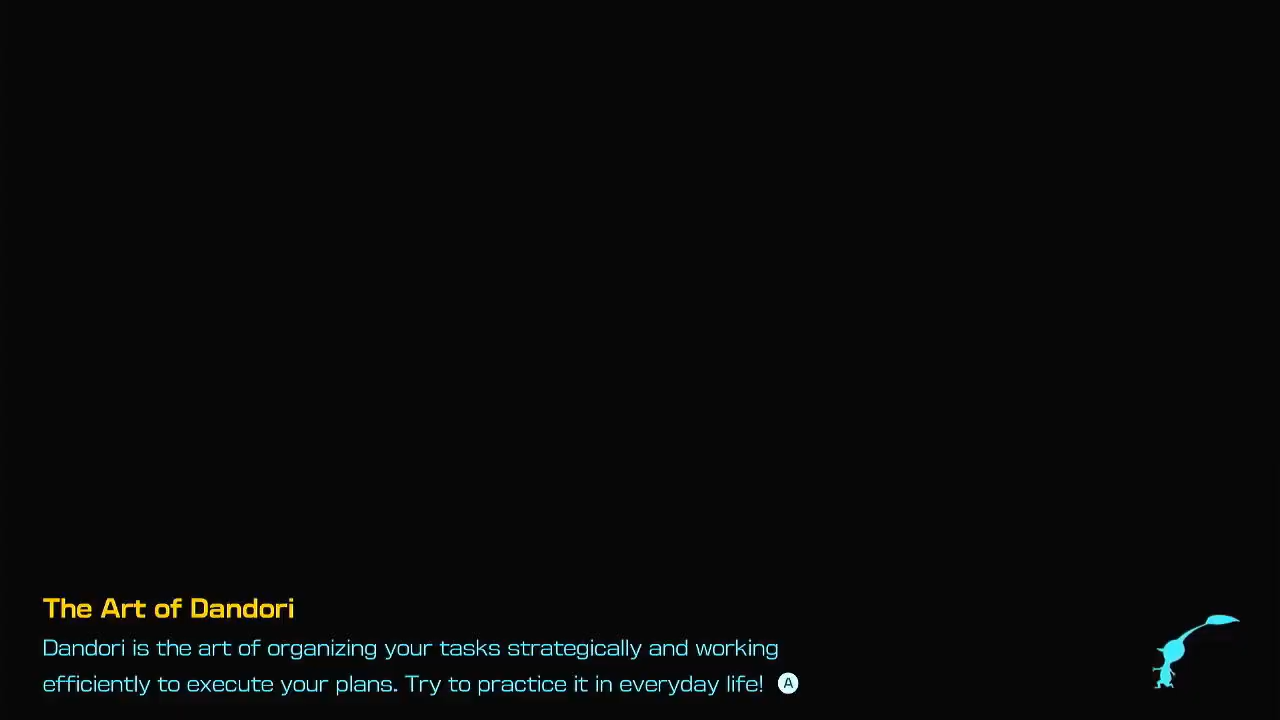 The Art of Dandori
Dandori is the art of organizing your tasks strategically and working
efficiently to execute your plans. Try to practice it in everyday life! A